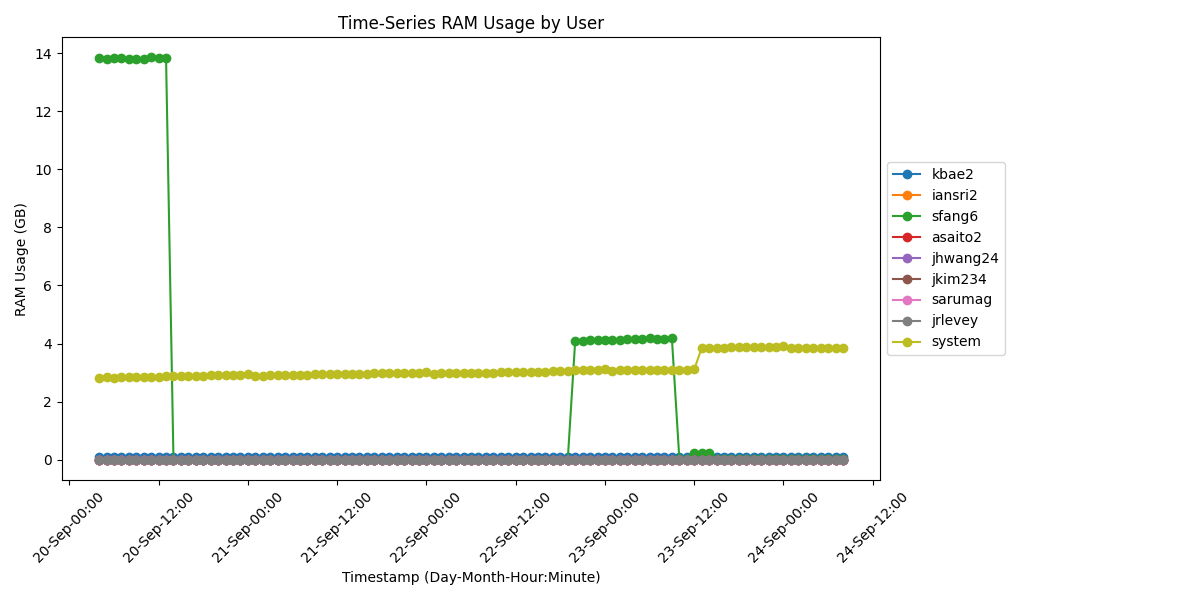 Time-Series RAM Usage by User
RAM Usage (GB)
14
12
10
8
6
4
2
0
20-Sep-00:00
20-Sep-12:00
21-Sep-00:00
21-Sep-12:00
22-Sep-00:00
22-Sep-12:00
23-Sep-00:00
23-Sep-12:00
24-Sep-00:00
24-Sep-12:00
Timestamp (Day-Month-Hour:Minute)
kbae2
iansri2
sfang6
asaito2
jhwang24
jkim234
sarumag
jrlevey
system